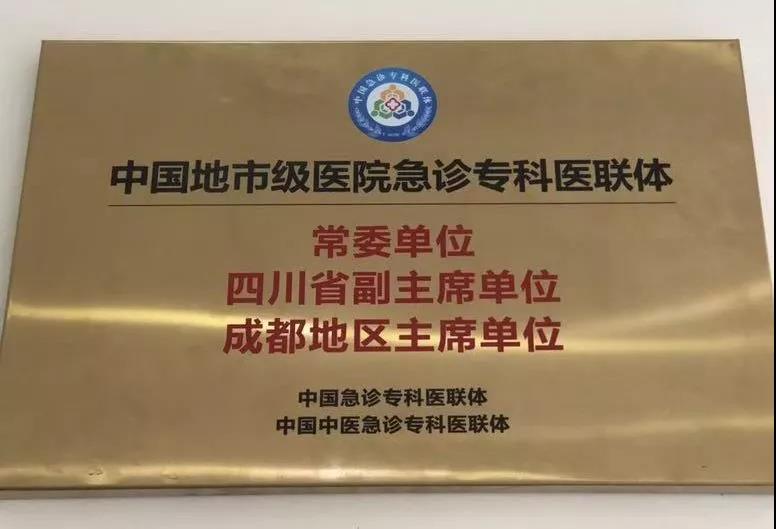 中国急诊专科医联体
中国地市级医院急诊专科医联体
常委单位
四川省副主席单位
成都地区主席单位
中国急诊专科医联体
中国中医急诊专科医联体